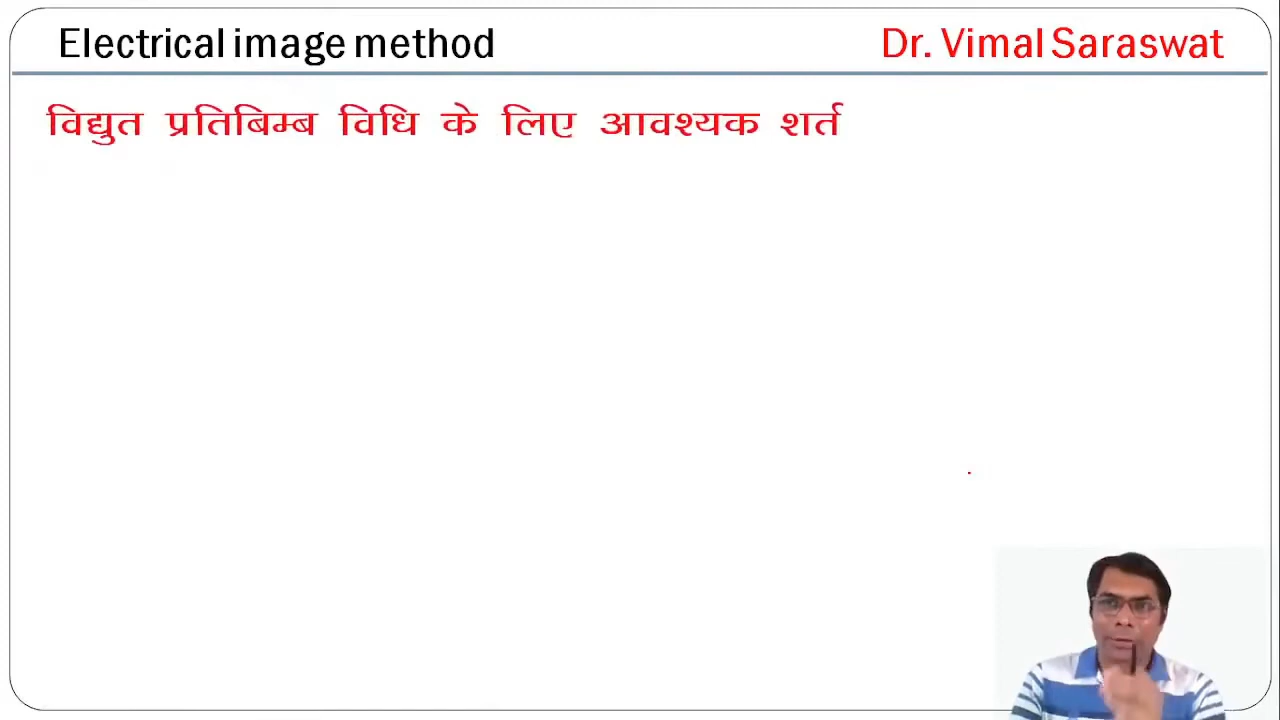 Electrical image method
Dr. Vimal Saraswat
विद्युत प्रतिबिम्ब विधि के लिए आवश्यक शर्त